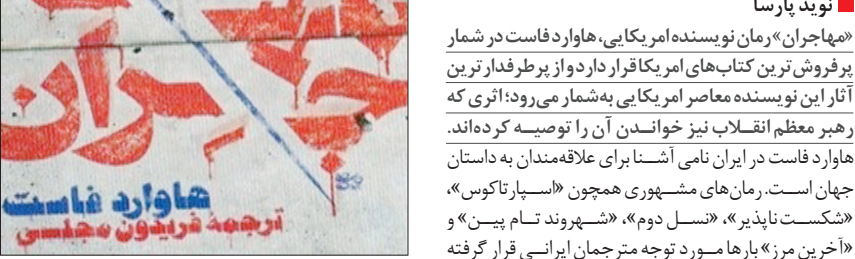 نوید پارسا
«مهاجران» رمان نویسنده امریکایی، هاوارد فاست در شمار
پرفروش‌ترین کتاب‌های امریکا قرار دارد و از پرطرفدارترین
آثار این نویسنده معاصر امریکایی به‌شمار می‌رود؛ اثری که
رهبر معظم انقلاب نیز خواندن آن را توصیه کرده‌اند.
هاوارد فاست در ایران نامی آشنا برای علاقه‌مندان به داستان
جهان است. رمان‌های مشهوری همچون «اسپارتاکوس»،
«شکست ناپذیر»، «نسل دوم»، «شهروند تام پین» و
«آخرین مرز» بارها مورد توجه مترجمان ایرانی قرار گرفته
هاوارد فاست
ترجمه فریدون مجلسی